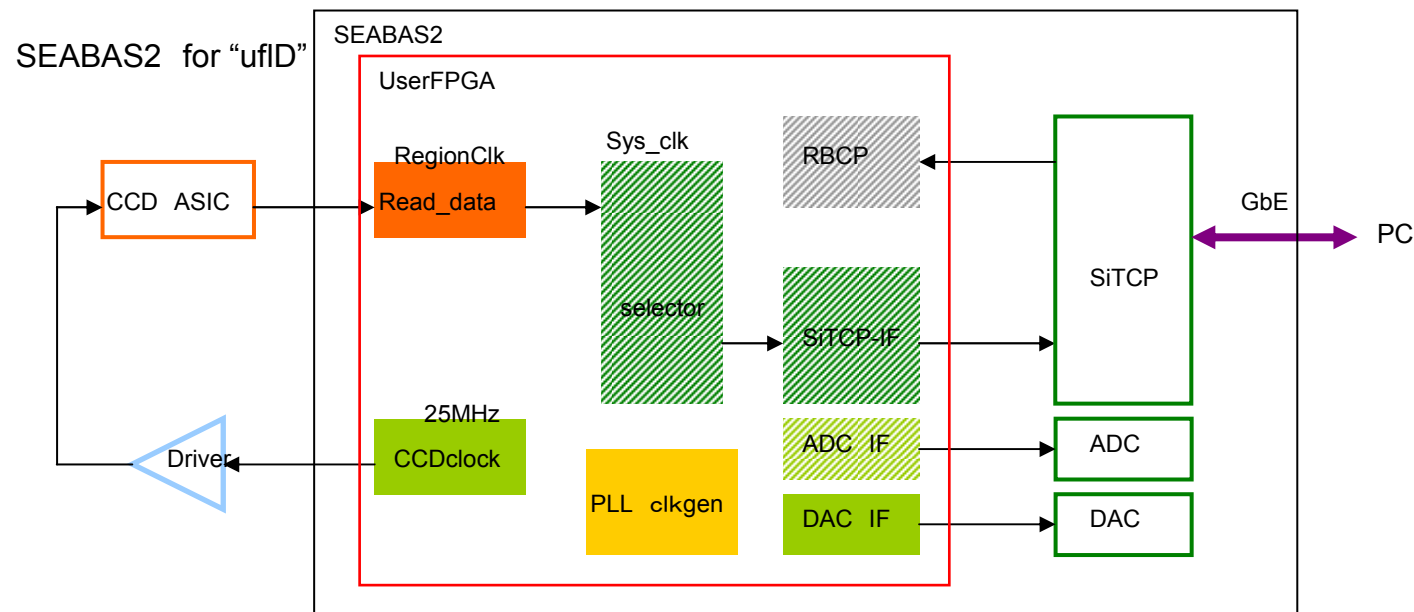 SEABAS2 for “ufID”
SEABAS2
UserFPGA
RegionClk
Read_data
Sys_clk
selector
RBCP
CCD ASIC
GbE
PC
SiTCP
SiTCP-IF
25MHz
CCDclock
Driver
PLL clkgen
ADC IF
ADC
DAC IF
DAC